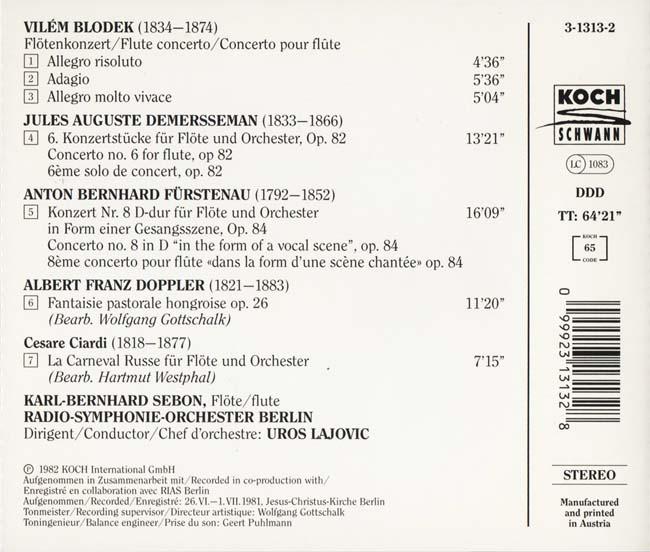 VILÉM BLODEK (1834–1874)
Flötenkonzert/Flute concerto/Concerto pour flûte
1 Allegro risoluto 4’36”
2 Adagio 5’36”
3 Allegro molto vivace 5’04”
JULES AUGUSTE DEMERSSEMAN (1833–1866)
4 6. Konzertstücke für Flöte und Orchester, Op. 82 13’21”
Concerto no. 6 for flute, op 82
6ème solo de concert, op. 82
ANTON BERNHARD FÜRSTENAU (1792–1852)
5 Konzert Nr. 8 D-dur für Flöte und Orchester 16’09”
in Form einer Gesangsszene, Op. 84
Concerto no. 8 in D “in the form of a vocal scene”, op. 84
8ème concerto pour flûte «dans la form d’une scène chantée» op. 84
ALBERT FRANZ DOPPLER (1821–1883)
6 Fantaisie pastorale hongroise op. 26 11’20”
(Bearb. Wolfgang Gottschalk)
Cesare Ciardi (1818–1877)
7 La Carneval Russe für Flöte und Orchester 7’15”
(Bearb. Hartmut Westphal)
KARL-BERNHARD SEBON, Flöte/flute
RADIO-SYMPHONIE-ORCHESTER BERLIN
Dirigent/Conductor/Chef d’orchestre: UROS LAJOVIC
Ⓟ 1982 KOCH International GmbH
Aufgenommen in Zusammenarbeit mit/Recorded in co-production with/
Enregistré en collaboration avec RIAS Berlin
Aufgenommen/Recorded/Enregistré: 26. VI. – 1. VII. 1981, Jesus-Christus-Kirche Berlin
Tonmeister/Recording supervisor/Directeur artistique: Wolfgang Gottschalk
Toningenieur/Balance engineer/Prise du son: Geert Puhlmann
3-1313-2
KOCH
SCHWANN
LC 1083
DDD
TT: 64’21”
KOCH
65
CODE
0 99923 13132 8
STEREO
Manufactured
and printed
in Austria